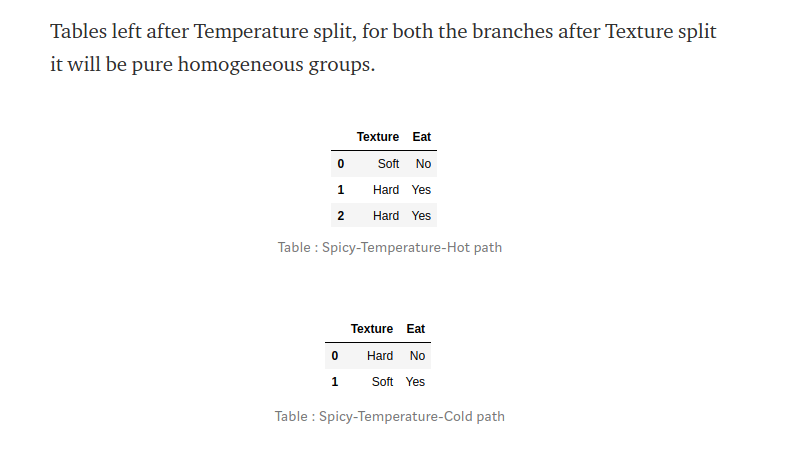 Tables left after Temperature split, for both the branches after Texture split
it will be pure homogeneous groups.
Texture Eat
0 Soft No
1 Hard Yes
2 Hard Yes
Table : Spicy-Temperature-Hot path
Texture Eat
0 Hard No
1 Soft Yes
Table : Spicy-Temperature-Cold path